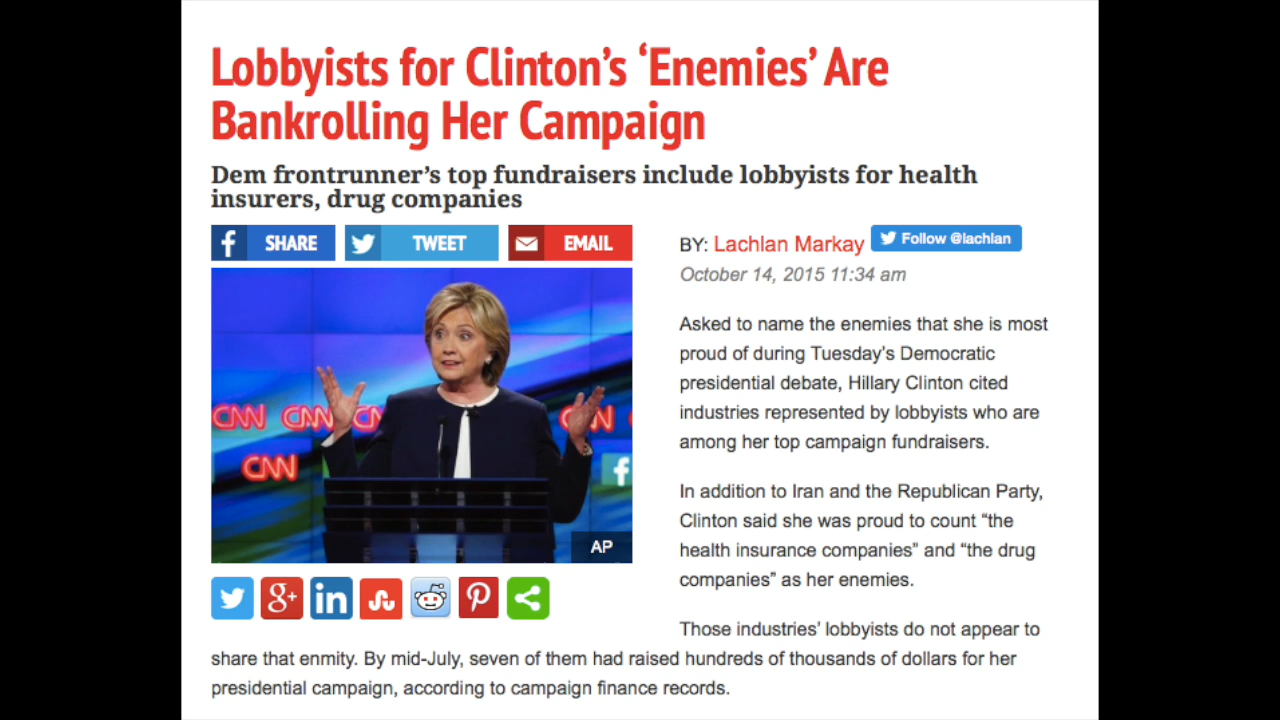 Lobbyists for Clinton's 'Enemies' Are
Bankrolling Her Campaign
Dem frontrunner's top fundraisers include lobbyists for health
insurers, drug companies
SHARE
TWEET
EMAIL
CNN CNN CN CNN
CNN
AP
BY: Lachlan Markay Follow @lachlan
October 14, 2015 11:34 am
Asked to name the enemies that she is most
proud of during Tuesday's Democratic
presidential debate, Hillary Clinton cited
industries represented by lobbyists who are
among her top campaign fundraisers.
In addition to Iran and the Republican Party,
Clinton said she was proud to count “the
health insurance companies” and “the drug
companies” as her enemies.
Those industries’ lobbyists do not appear to
share that enmity. By mid-July, seven of them had raised hundreds of thousands of dollars for her
presidential campaign, according to campaign finance records.